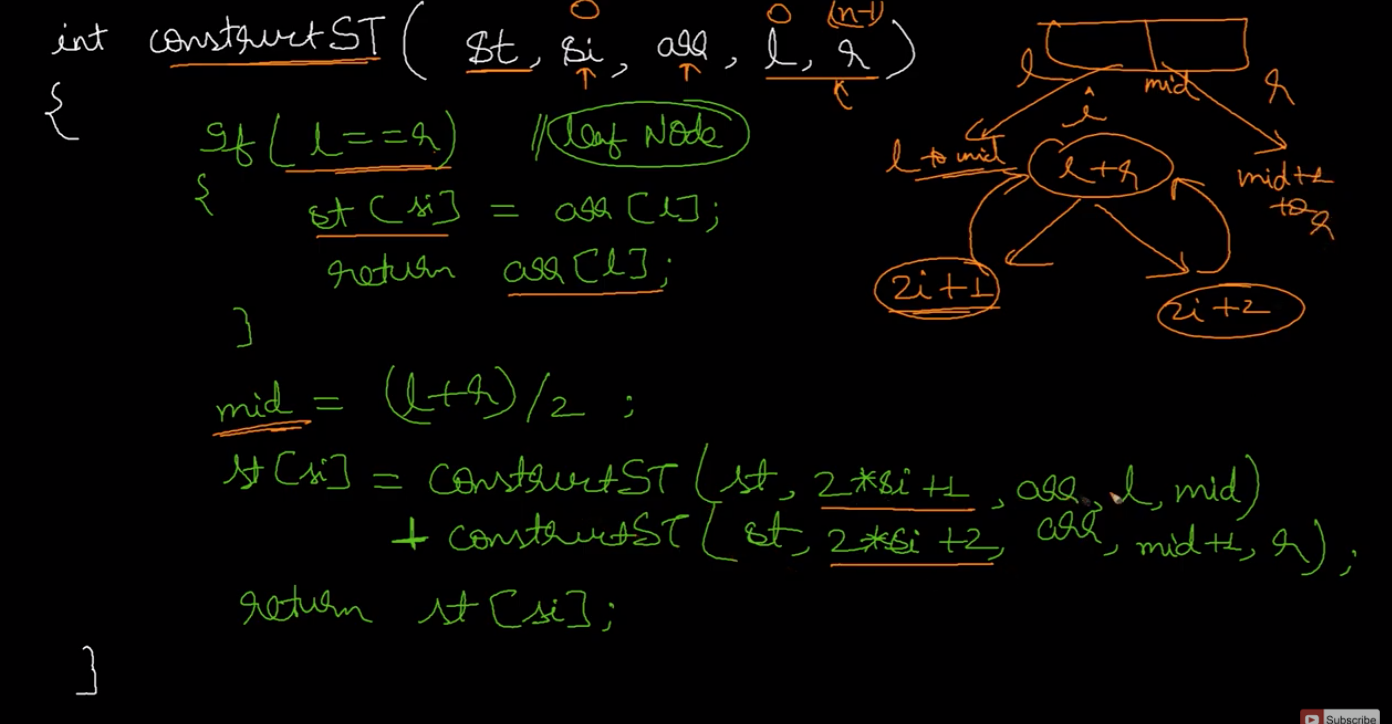 0 0 (n-1)
int constructST( st, si, arr, l, r)
{
If( l==r) // leaf Node
{
st[si] = arr[l];
return arr[l];
}
mid = (l+r)/2 ;
st[si] = constructST(st, 2*si+1, arr, l, mid)
+ constructST( st, 2*si+2, arr, mid+1, r);
return st[si];
}
l mid r
i
l to mid l+r mid+1
to r
2i+1 2i+2
Subscribe